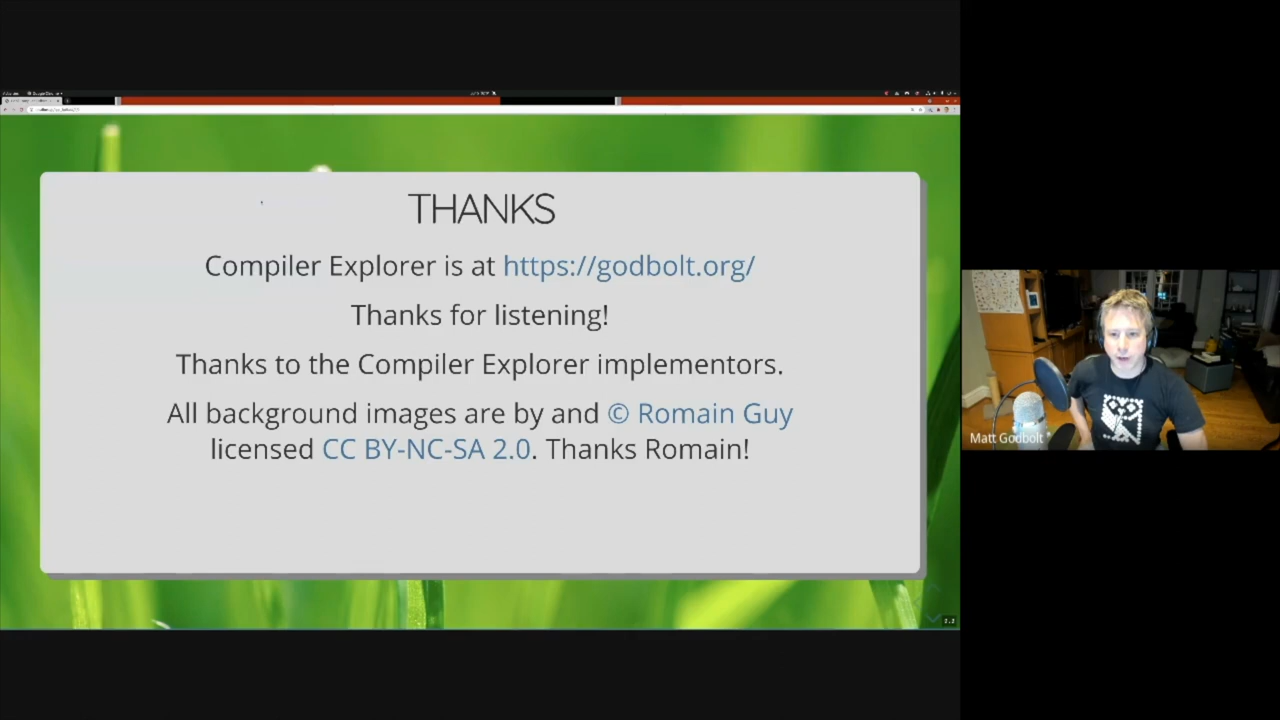 THANKS
Compiler Explorer is at https://godbolt.org/
Thanks for listening!
Thanks to the Compiler Explorer implementors.
All background images are by and © Romain Guy
licensed CC BY-NC-SA 2.0. Thanks Romain!
Matt Godbolt